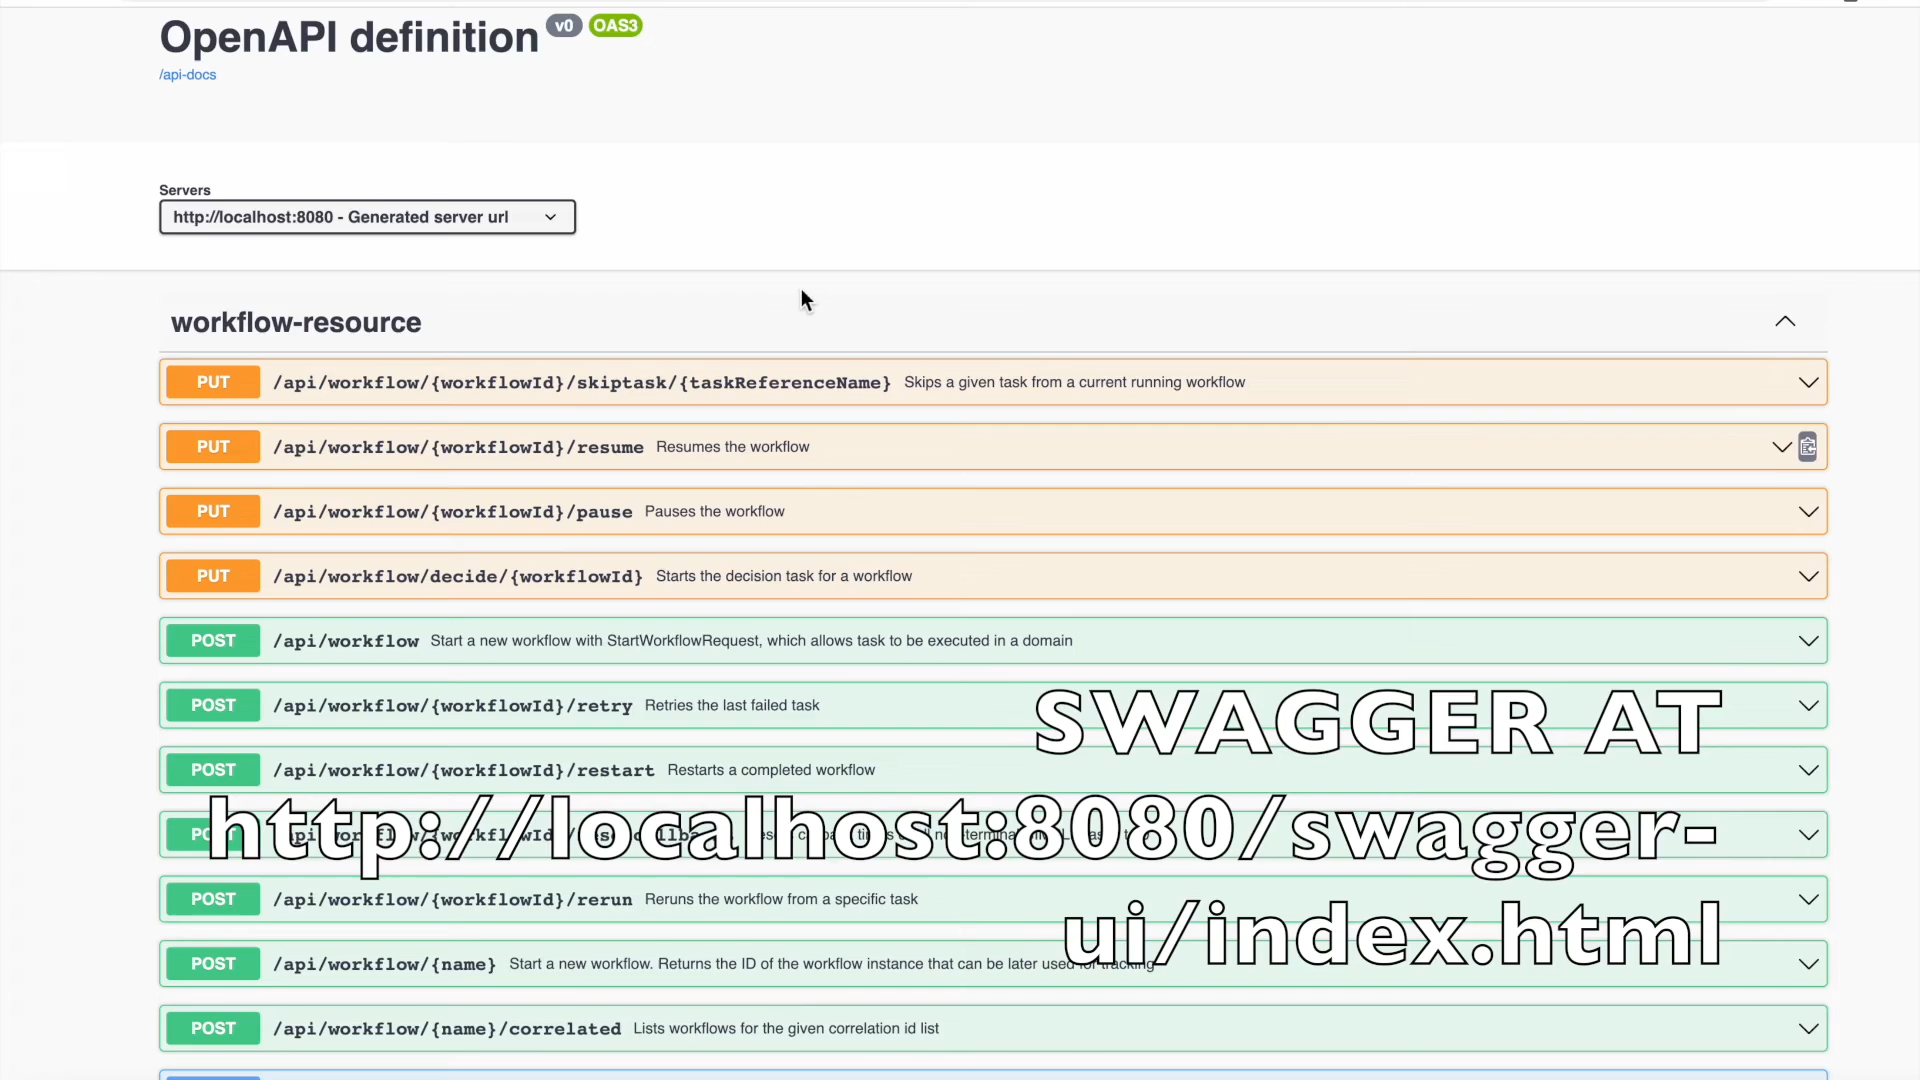 OpenAPI definition v0 OAS3
/api-docs
Servers
http://localhost:8080 - Generated server url
workflow-resource
PUT /api/workflow/{workflowId}/skiptask/{taskReferenceName} Skips a given task from a current running workflow
PUT /api/workflow/{workflowId}/resume Resumes the workflow
PUT /api/workflow/{workflowId}/pause Pauses the workflow
PUT /api/workflow/decide/{workflowId} Starts the decision task for a workflow
POST /api/workflow Start a new workflow with StartWorkflowRequest, which allows task to be executed in a domain
POST /api/workflow/{workflowId}/retry Retries the last failed task
POST /api/workflow/{workflowId}/restart Restarts a completed workflow
POST /api/workflow/{workflowId}/rerun Reruns the workflow from a specific task
POST /api/workflow/{name} Start a new workflow. Returns the ID of the workflow instance that can be later used for tracking
POST /api/workflow/{name}/correlated Lists workflows for the given correlation id list
SWAGGER AT
http://localhost:8080/swagger-
ui/index.html